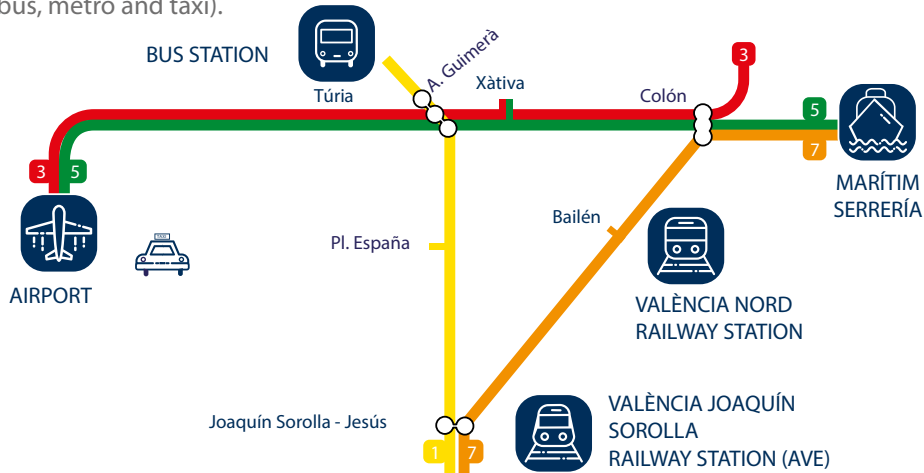 bus, metro and taxi).
BUS STATION
Túria
A. Guimerà
Xàtiva
Colón
3
5
7
MARÍTIM
SERRERÍA
3
5
AIRPORT
TAXI
Pl. España
Bailén
VALÈNCIA NORD
RAILWAY STATION
Joaquín Sorolla - Jesús
1
7
VALÈNCIA JOAQUÍN
SOROLLA
RAILWAY STATION (AVE)